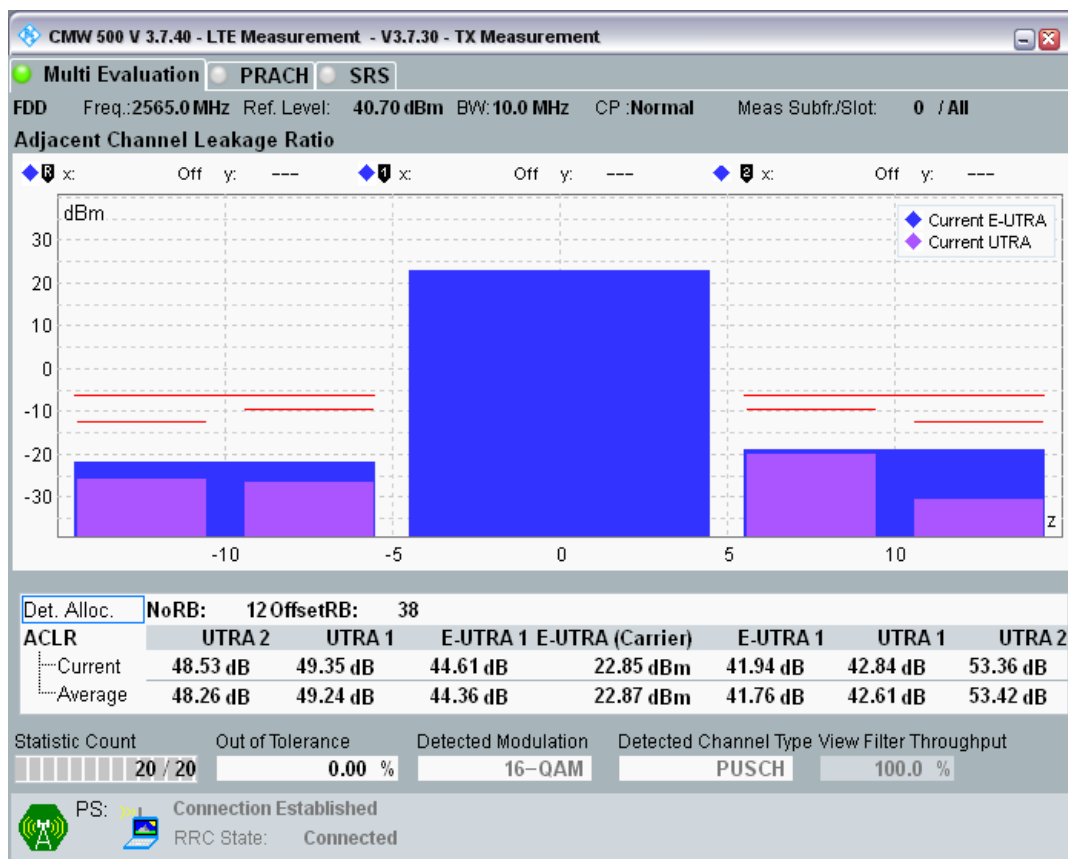 CMW 500 V 3.7.40 - LTE Measurement - V3.7.30 - TX Measurement
Multi Evaluation PRACH SRS
FDD Freq.:2565.0 MHz Ref. Level: 40.70 dBm BW: 10.0 MHz CP :Normal Meas Subfr./Slot: 0 / All
Adjacent Channel Leakage Ratio
R x: Off y: --- 1 x: Off y: --- 2 x: Off y: ---
dBm
Current E-UTRA
Current UTRA
30
20
10
0
-10
-20
-30
z
-10 -5 0 5 10
Det. Alloc. NoRB: 12 OffsetRB: 38
ACLR UTRA 2 UTRA 1 E-UTRA 1 E-UTRA (Carrier) E-UTRA 1 UTRA 1 UTRA 2
Current 48.53 dB 49.35 dB 44.61 dB 22.85 dBm 41.94 dB 42.84 dB 53.36 dB
Average 48.26 dB 49.24 dB 44.36 dB 22.87 dBm 41.76 dB 42.61 dB 53.42 dB
Statistic Count Out of Tolerance Detected Modulation Detected Channel Type View Filter Throughput
20 / 20 0.00 % 16-QAM PUSCH 100.0 %
PS: Connection Established
RRC State: Connected